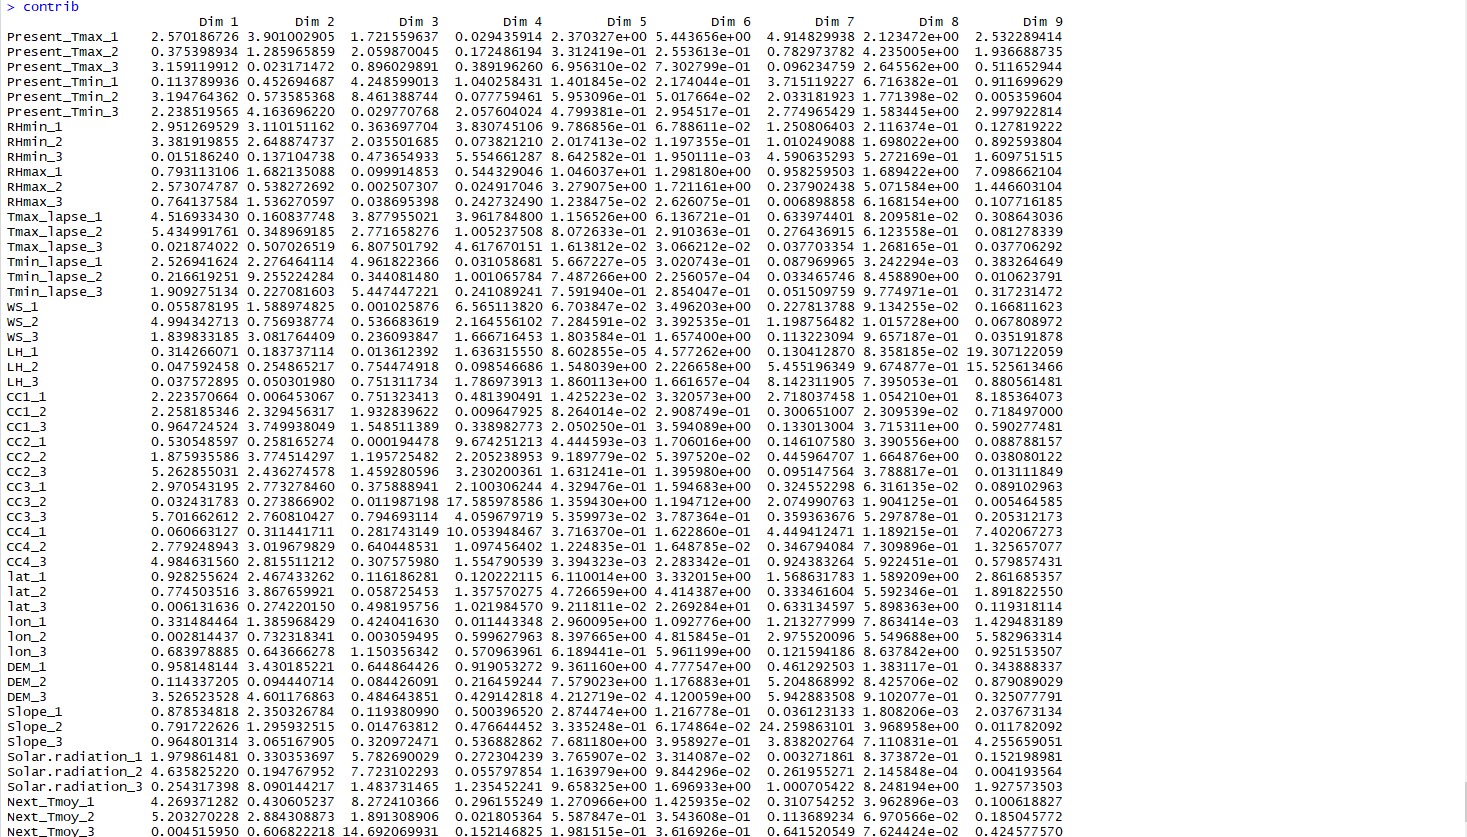 > contrib
Dim 1 Dim 2 Dim 3 Dim 4 Dim 5 Dim 6 Dim 7 Dim 8 Dim 9
Present_Tmax_1 2.570186726 3.901002905 1.721559637 0.029435914 2.370327e+00 5.443656e+00 4.914829938 2.123472e+00 2.532289414
Present_Tmax_2 0.375398934 1.285965859 2.059870045 0.172486194 3.312419e-01 2.553613e-01 0.782973782 4.235005e+00 1.936688735
Present_Tmax_3 3.159119912 0.023171472 0.896029891 0.389196260 6.956310e-02 7.302799e-01 0.096234759 2.645562e+00 0.511652944
Present_Tmin_1 0.113789936 0.452694687 4.248599013 1.040258431 1.401845e-02 2.174044e-01 3.715119227 6.716382e-01 0.911699629
Present_Tmin_2 3.194764362 0.573585368 8.461388744 0.077759461 5.953096e-01 5.017664e-02 2.033181923 1.771398e-02 0.005359604
Present_Tmin_3 2.238519565 4.163696220 0.029770768 2.057604024 4.799381e-01 2.954517e-01 2.774965429 1.583445e+00 2.997922814
RHmin_1 2.951269529 3.110151162 0.363697704 3.830745106 9.786856e-01 6.788611e-02 1.250806403 2.116374e-01 0.127819222
RHmin_2 3.381919855 2.648874737 2.035501685 0.073821210 2.017413e-02 1.197355e-01 1.010249088 1.698022e+00 0.892593804
RHmin_3 0.015186240 0.137104738 0.473654933 5.554661287 8.642582e-01 1.950111e-03 4.590635293 5.272169e-01 1.609751515
RHmax_1 0.793113106 1.682135088 0.099914853 0.544329046 1.046037e+01 1.298180e+00 0.958259503 1.689422e+00 7.098662104
RHmax_2 2.573074787 0.538272692 0.002507307 0.024917046 3.279075e+00 1.721161e+00 0.237902438 5.071584e+00 1.446603104
RHmax_3 0.764137584 1.536270597 0.038695398 0.242732490 1.238475e-02 2.626075e-01 0.006898858 6.168154e+00 0.107716185
Tmax_lapse_1 4.516933430 0.160837748 3.877955021 3.961784800 1.156526e+00 6.136721e-01 0.633974401 8.209581e-02 0.308643036
Tmax_lapse_2 5.434991761 0.348969185 2.771658276 1.005237508 8.072633e-01 2.910363e-01 0.276436915 6.123558e-01 0.081278339
Tmax_lapse_3 0.021874022 0.507026519 6.807501792 4.617670151 1.613812e-02 3.066212e-02 0.037703354 1.268165e-01 0.037706292
Tmin_lapse_1 2.526941624 2.276464114 4.961822366 0.031058681 5.667227e-05 3.020743e-01 0.087969965 3.242294e-03 0.383264649
Tmin_lapse_2 0.216619251 9.255224284 0.344081480 1.001065784 7.487266e+00 2.256057e-04 0.033465746 8.458890e+00 0.010623791
Tmin_lapse_3 1.909275134 0.227081603 5.447447221 0.241089241 7.591940e-01 2.854047e-01 0.051509759 9.774971e-01 0.317231472
WS_1 0.055878195 1.588974825 0.001025876 6.565113820 6.703847e-02 3.496203e+00 0.227813788 9.134255e-02 0.166811623
WS_2 4.994342713 0.756938774 0.536683619 2.164556102 7.284591e-02 3.392535e-01 1.198756482 1.015728e+00 0.067808972
WS_3 1.839833185 3.081764409 0.236093847 1.666716453 1.803584e-01 1.657400e+00 0.113223094 9.657187e-01 0.035191878
LH_1 0.314266071 0.183737114 0.013612392 1.636315550 8.602855e-05 4.577262e+00 0.130412870 8.358185e-02 19.307122059
LH_2 0.047592458 0.254865217 0.754474918 0.098546686 1.548039e+00 2.226658e+00 5.455196349 9.674877e-01 15.525613466
LH_3 0.037572895 0.050301980 0.751311734 1.786973913 1.860113e+00 1.661657e-04 8.142311905 7.395053e-01 0.880561481
CC1_1 2.223570664 0.006453067 0.751323413 0.481390491 1.425223e-02 3.320573e+00 2.718037458 1.054210e+01 8.185364073
CC1_2 2.258185346 2.329456317 1.932839622 0.009647925 8.264014e-02 2.908749e-01 0.300651007 2.309539e-02 0.718497000
CC1_3 0.964724524 3.749938049 1.548511389 0.338982773 2.050250e-01 3.594089e+00 0.133013004 3.715311e+00 0.590277481
CC2_1 0.530548597 0.258165274 0.000194478 9.674251213 4.444593e-03 1.706016e+00 0.146107580 3.390556e+00 0.088788157
CC2_2 1.875935586 3.774514297 1.195725482 2.205238953 9.189779e-02 5.397520e-02 0.445964707 1.664876e+00 0.038080122
CC2_3 5.262855031 2.436274578 1.459280596 3.230200361 1.631241e-01 1.395980e+00 0.095147564 3.788817e-01 0.013111849
CC3_1 2.970543195 2.773278460 0.375888941 2.100306244 4.329476e-01 1.594683e+00 0.324552298 6.316135e-02 0.089102963
CC3_2 0.032431783 0.273866902 0.011987198 17.585978586 1.359430e+00 1.194712e+00 2.074990763 1.904125e-01 0.005464585
CC3_3 5.701662612 2.760810427 0.794693114 4.059679719 5.359973e-02 3.787364e-01 0.359363676 5.297878e-01 0.205312173
CC4_1 0.060663127 0.311441711 0.281743149 10.053948467 3.716370e-01 1.622860e-01 4.449412471 1.189215e-01 7.402067273
CC4_2 2.779248943 3.019679829 0.640448531 1.097456402 1.224835e-01 1.648785e-02 0.346794084 7.309896e-01 1.325657077
CC4_3 4.984631560 2.815511212 0.307575980 1.554790539 3.394323e-03 2.283342e-01 0.924383264 5.922451e-01 0.579857431
lat_1 0.928255624 2.467433262 0.116186281 0.120222115 6.110014e+00 3.332015e+00 1.568631783 1.589209e+00 2.861685357
lat_2 0.774503516 3.867659921 0.058725453 1.357570275 4.726659e+00 4.414387e+00 0.333461604 5.592346e-01 1.891822550
lat_3 0.006131636 0.274220150 0.498195756 1.021984570 9.211811e-02 2.269284e+01 0.633134597 5.898363e+00 0.119318114
lon_1 0.331484464 1.385968429 0.424041630 0.011443348 2.960095e+00 1.092776e+00 1.213277999 7.863414e-03 1.429483189
lon_2 0.002814437 0.732318341 0.003059495 0.599627963 8.397665e+00 4.815845e-01 2.975520096 5.549688e+00 5.582963314
lon_3 0.683978885 0.643666278 1.150356342 0.570963961 6.189441e-01 5.961199e+00 0.121594186 8.637842e+00 0.925153507
DEM_1 0.958148144 3.430185221 0.644864426 0.919053272 9.361160e+00 4.777547e+00 0.461292503 1.383117e-01 0.343888337
DEM_2 0.114337205 0.094440714 0.084426091 0.216459244 7.579023e+00 1.176883e+01 5.204868992 8.425706e-02 0.879089029
DEM_3 3.526523528 4.601176863 0.484643851 0.429142818 4.212719e-02 4.120059e+00 5.942883508 9.102077e-01 0.325077791
Slope_1 0.878534818 2.350326784 0.119380990 0.500396520 2.874474e+00 1.216778e-01 0.036123133 1.808206e-03 2.037673134
Slope_2 0.791722626 1.295932515 0.014763812 0.476644452 3.335248e-01 6.174864e-02 24.259863101 3.968958e+00 0.011782092
Slope_3 0.964801314 3.065167905 0.320972471 0.536882862 7.681180e+00 3.958927e-01 3.838202764 7.110831e-01 4.255659051
Solar.radiation_1 1.979861481 0.330353697 5.782690029 0.272304239 3.765907e-02 3.314087e-02 0.003271861 8.373872e-01 0.152198981
Solar.radiation_2 4.635825220 0.194767952 7.723102293 0.055797854 1.163979e+00 9.844296e-02 0.261955271 2.145848e-04 0.004193564
Solar.radiation_3 0.254317398 8.090144217 1.483731465 1.235452241 9.658325e+00 1.696933e+00 1.000705422 8.248194e+00 1.927573503
Next_Tmoy_1 4.269371282 0.430605237 8.272410366 0.296155249 1.270966e+00 1.425935e-02 0.310754252 3.962896e-03 0.100618827
Next_Tmoy_2 5.203270228 2.884308873 1.891308906 0.021805364 5.587847e-01 3.543608e-01 0.113689234 6.970566e-02 0.185045772
Next_Tmoy_3 0.004515950 0.606822218 14.692069931 0.152146825 1.981515e-01 3.616926e-01 0.641520509 7.624424e-02 0.424577570